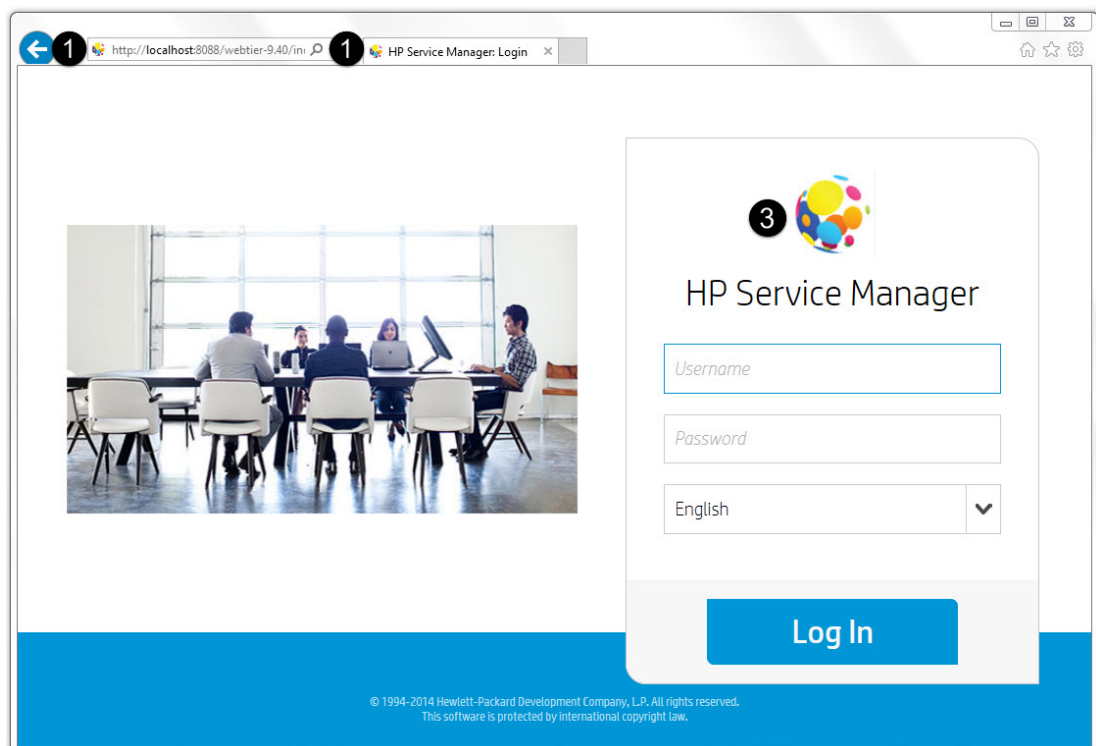 1 http://localhost:8088/webtier-9.40/in 1 HP Service Manager: Login
3
HP Service Manager
Username
Password
English
Log In
© 1994-2014 Hewlett-Packard Development Company, L.P. All rights reserved.
This software is protected by international copyright law.